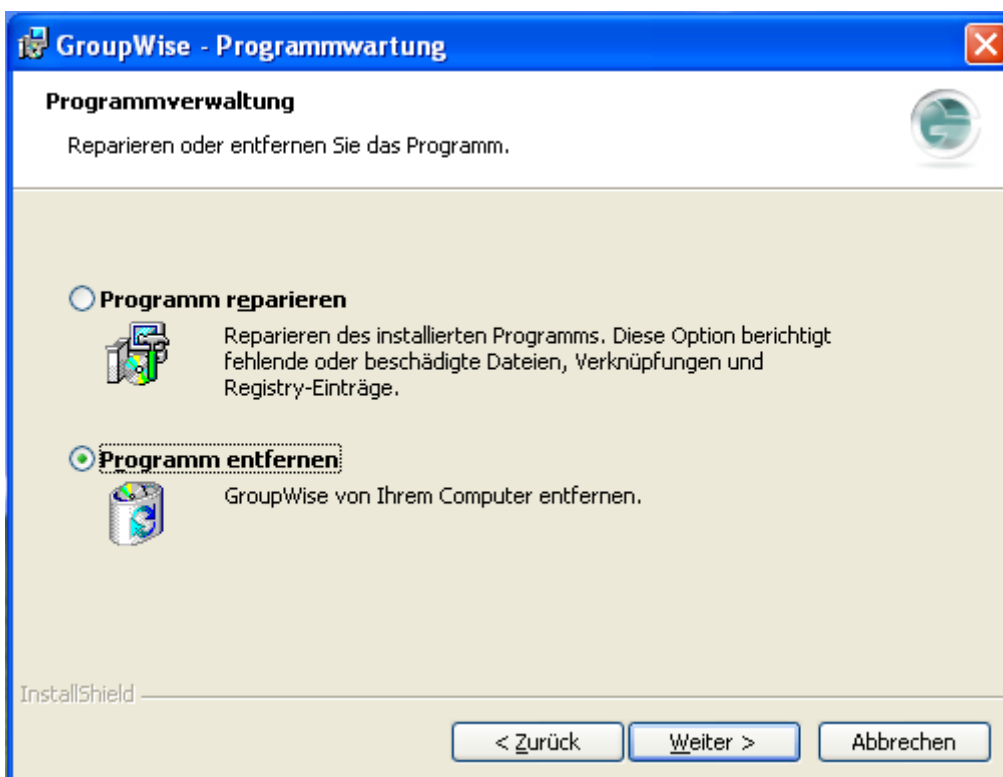 GroupWise - Programmwartung
Programmverwaltung
Reparieren oder entfernen Sie das Programm.
Programm reparieren
Reparieren des installierten Programms. Diese Option berichtigt
fehlende oder beschädigte Dateien, Verknüpfungen und
Registry-Einträge.
Programm entfernen
GroupWise von Ihrem Computer entfernen.
InstallShield
< Zurück
Weiter >
Abbrechen